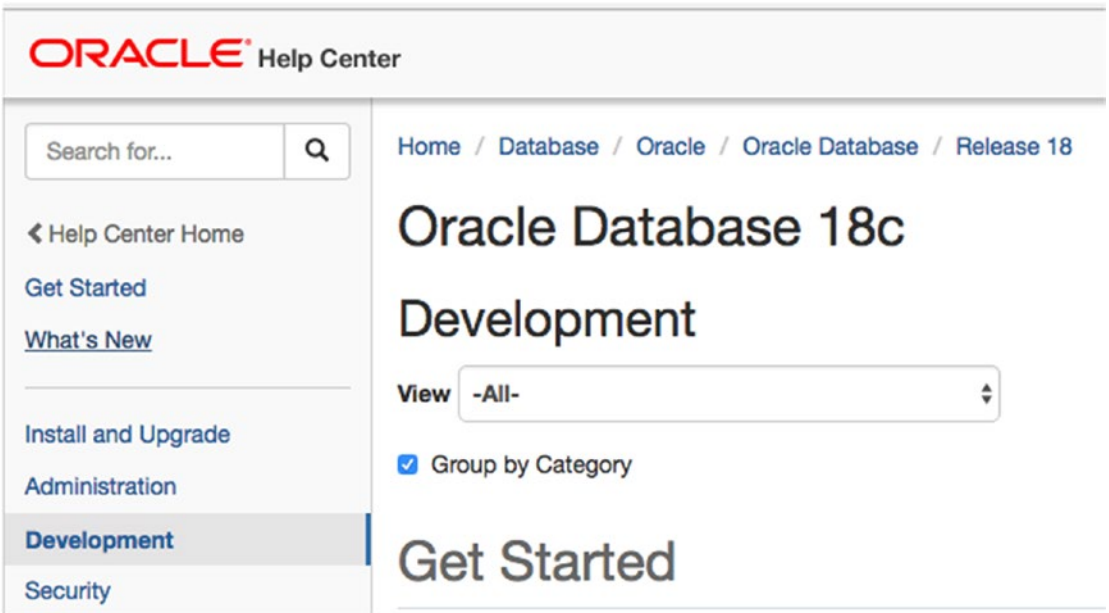 ORACLE® Help Center
Search for...
Help Center Home
Get Started
What's New
Install and Upgrade
Administration
Development
Security
Home / Database / Oracle / Oracle Database / Release 18
Oracle Database 18c
Development
View -All-
Group by Category
Get Started